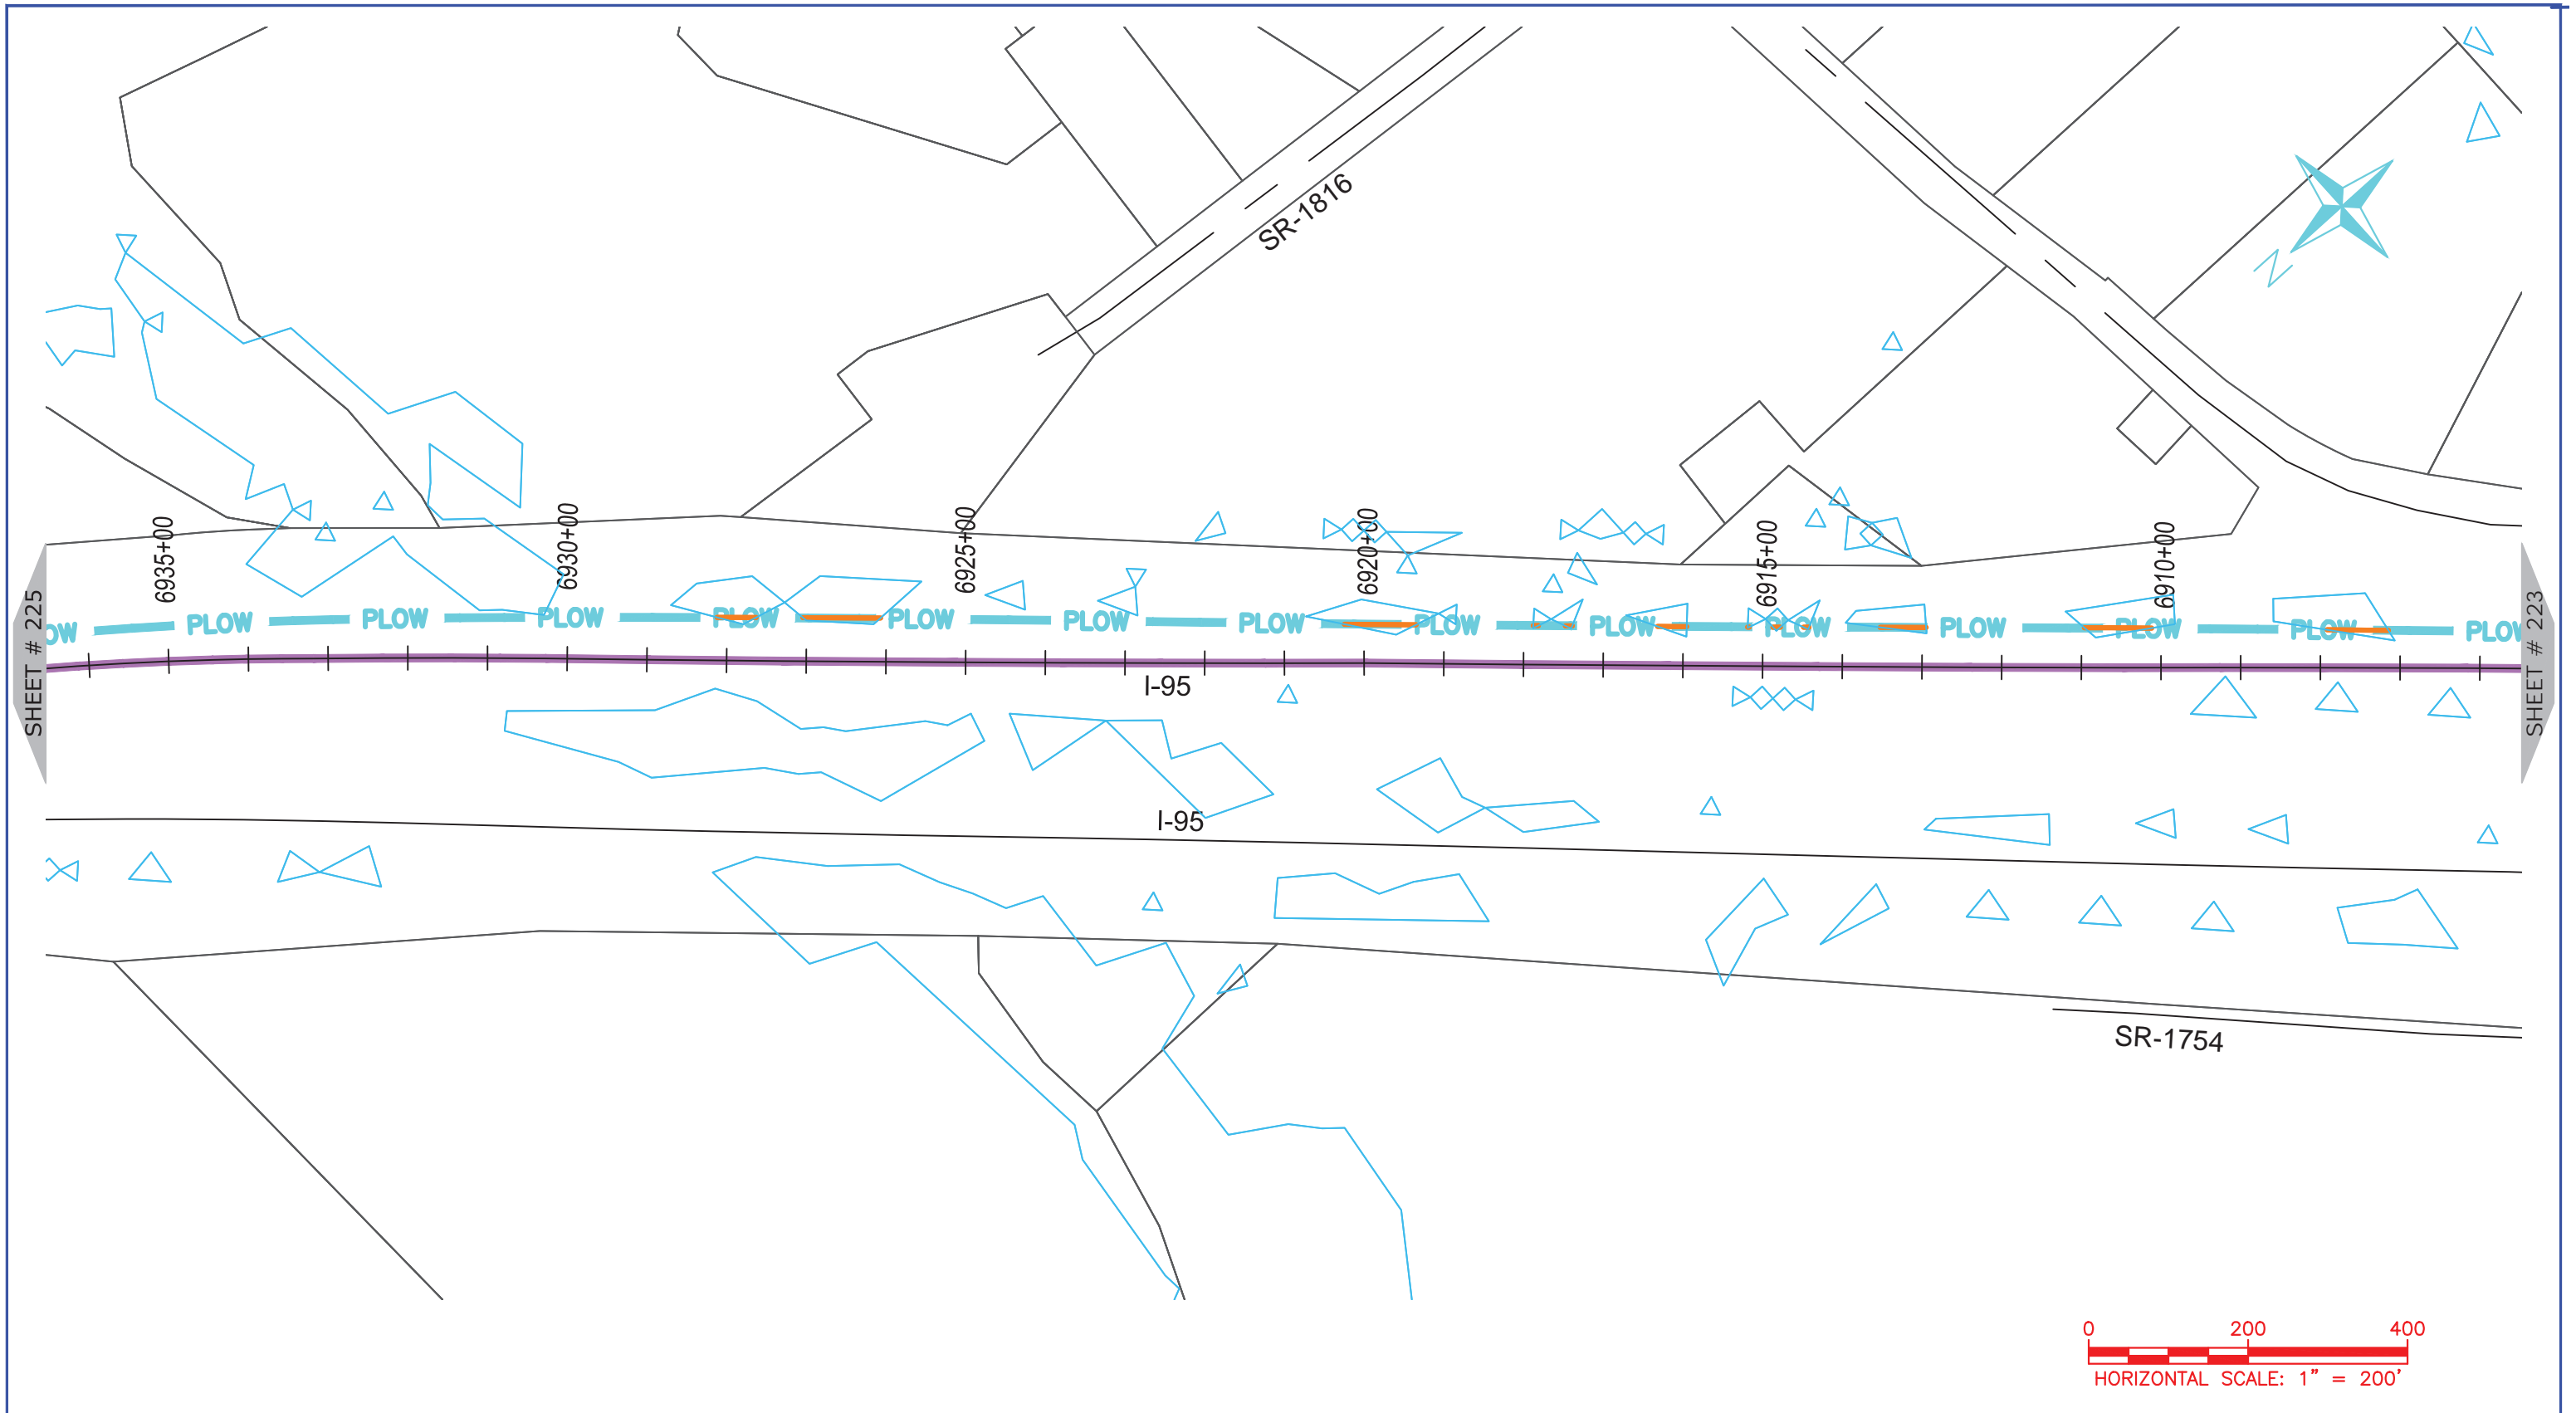 SR-1816
N
6935+00
6930+00
6925+00
6920+00
6915+00
6910+00
OW PLOW PLOW PLOW PLOW PLOW PLOW PLOW PLOW PLOW PLOW PLOW PLOW PLOW PLOW
SHEET # 225
SHEET # 223
I-95
I-95
SR-1754
0 200 400
HORIZONTAL SCALE: 1" = 200'